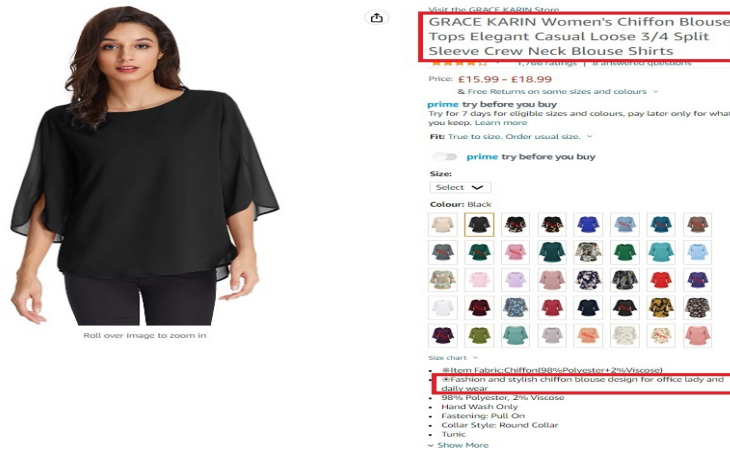 Visit the GRACE KARIN Store
GRACE KARIN Women's Chiffon Blouse
Tops Elegant Casual Loose 3/4 Split
Sleeve Crew Neck Blouse Shirts
1,766 ratings | 8 answered questions
Price: £15.99 - £18.99
& Free Returns on some sizes and colours
prime try before you buy
Try for 7 days for eligible sizes and colours, pay later only for what
you keep. Learn more
Fit: True to size. Order usual size.
prime try before you buy
Size:
Select
Colour: Black
Roll over image to zoom in
Size chart
※Item Fabric:Chiffon(98%Polyester+2%Viscose)
※Fashion and stylish chiffon blouse design for office lady and
daily wear
98% Polyester, 2% Viscose
Hand Wash Only
Fastening: Pull On
Collar Style: Round Collar
Tunic
Show More